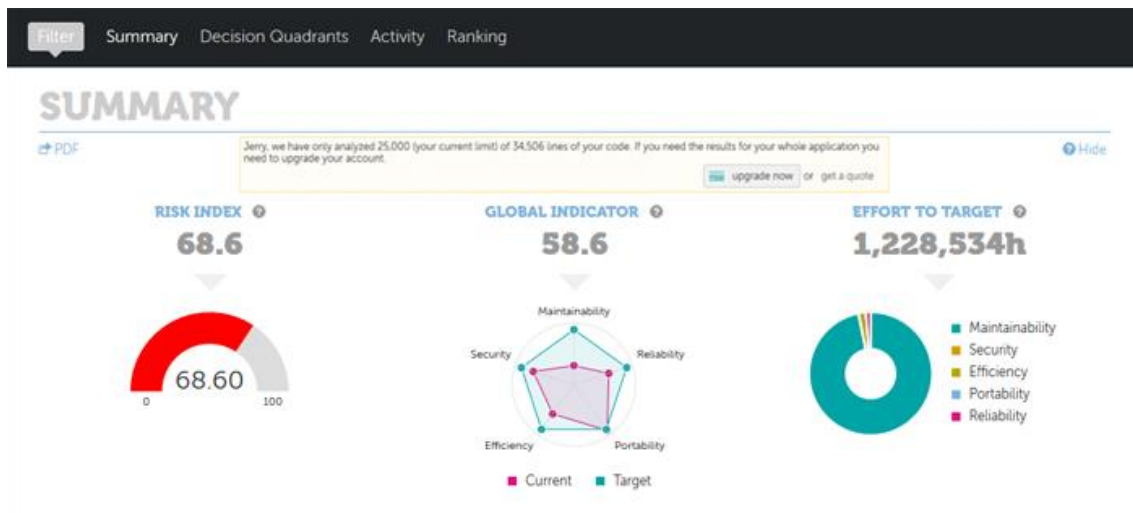 Filter Summary Decision Quadrants Activity Ranking
SUMMARY
PDF
Jerry, we have only analyzed 25,000 (your current limit) of 34,506 lines of your code. If you need the results for your whole application you
need to upgrade your account.
upgrade now or get a quote
Hide
RISK INDEX
GLOBAL INDICATOR
EFFORT TO TARGET
68.6
58.6
1,228,534h
68.60
0
100
Maintainability
Security
Reliability
Efficiency
Portability
Current
Target
Maintainability
Security
Efficiency
Portability
Reliability